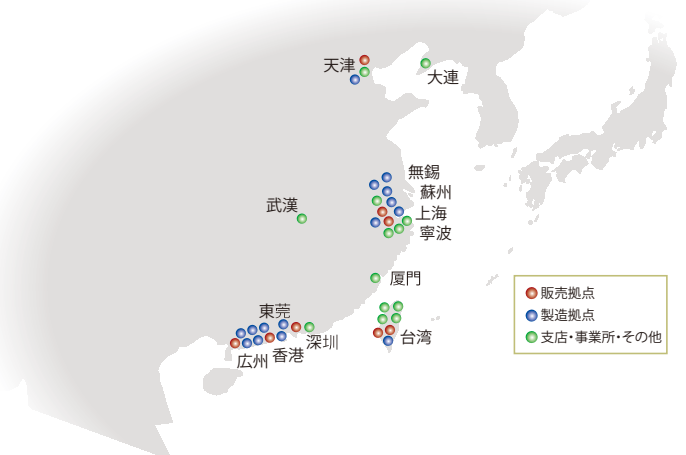 天津
大連
無錫
蘇州
武漢
上海
寧波
厦門
販売拠点
製造拠点
東莞
支店・事業所・その他
台湾
深圳
香港
広州